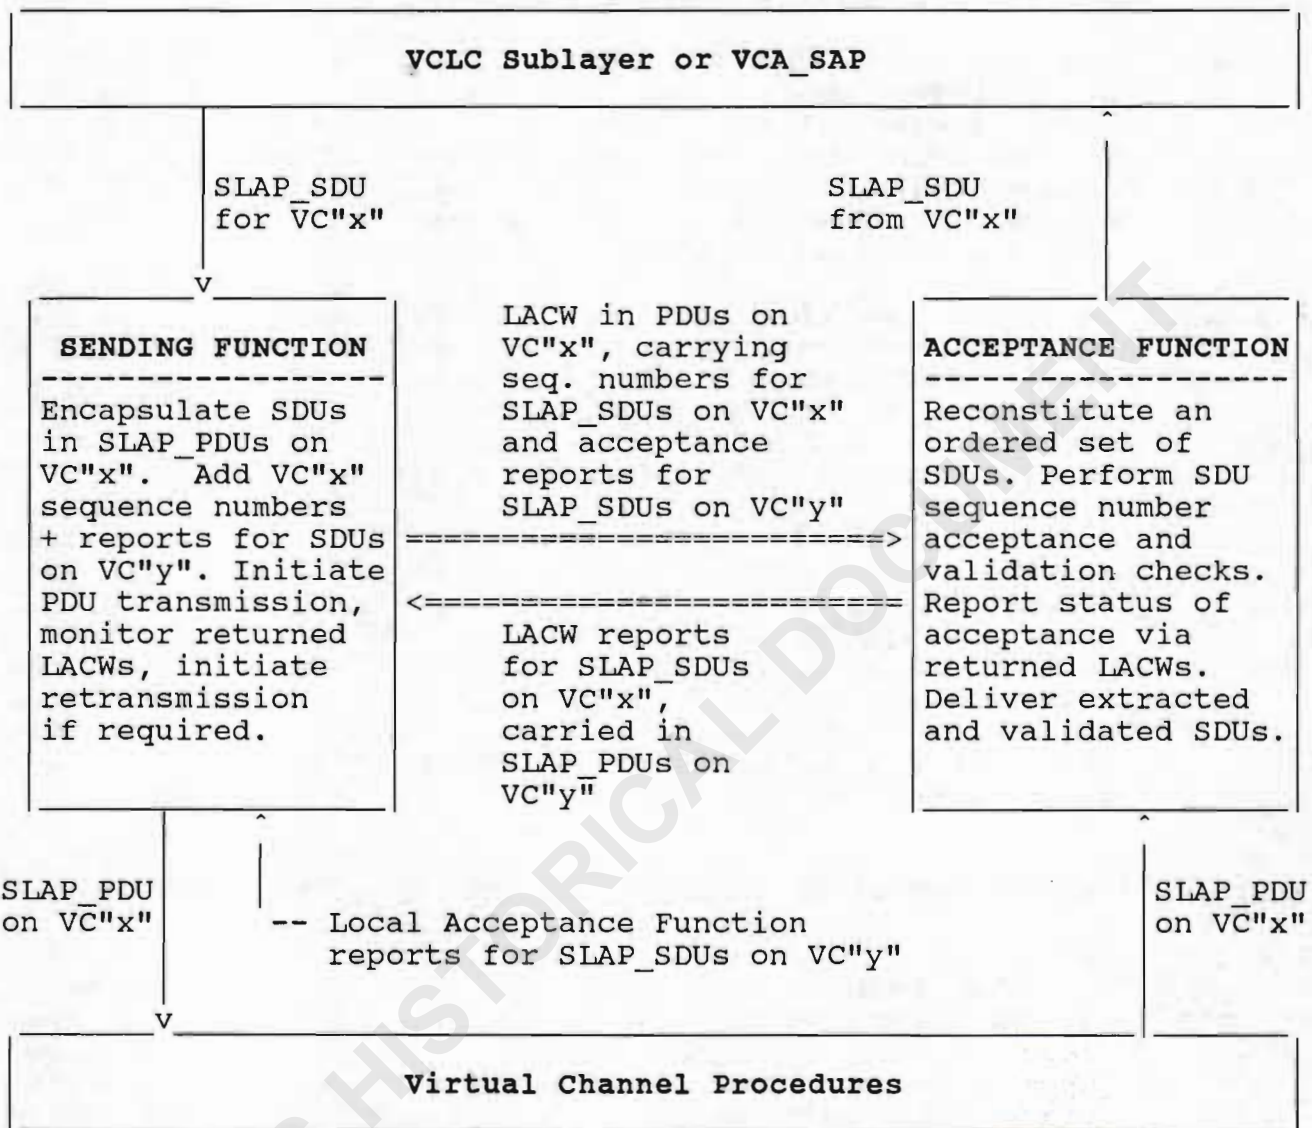 VCLC Sublayer or VCA_SAP
SLAP_SDU
for VC"x"
SLAP_SDU
from VC"x"
SENDING FUNCTION
Encapsulate SDUs
in SLAP_PDUs on
VC"x". Add VC"x"
sequence numbers
+ reports for SDUs
on VC"y". Initiate
PDU transmission,
monitor returned
LACWs, initiate
retransmission
if required.
LACW in PDUs on
VC"x", carrying
seq. numbers for
SLAP_SDUs on VC"x"
and acceptance
reports for
SLAP_SDUs on VC"y"
LACW reports
for SLAP_SDUs
on VC"x",
carried in
SLAP_PDUs on
VC"y"
ACCEPTANCE FUNCTION
Reconstitute an
ordered set of
SDUs. Perform SDU
sequence number
acceptance and
validation checks.
Report status of
acceptance via
returned LACWs.
Deliver extracted
and validated SDUs.
SLAP_PDU
on VC"x"
-- Local Acceptance Function
reports for SLAP_SDUs on VC"y"
SLAP_PDU
on VC"x"
Virtual Channel Procedures
HISTORICAL DOCUMENT